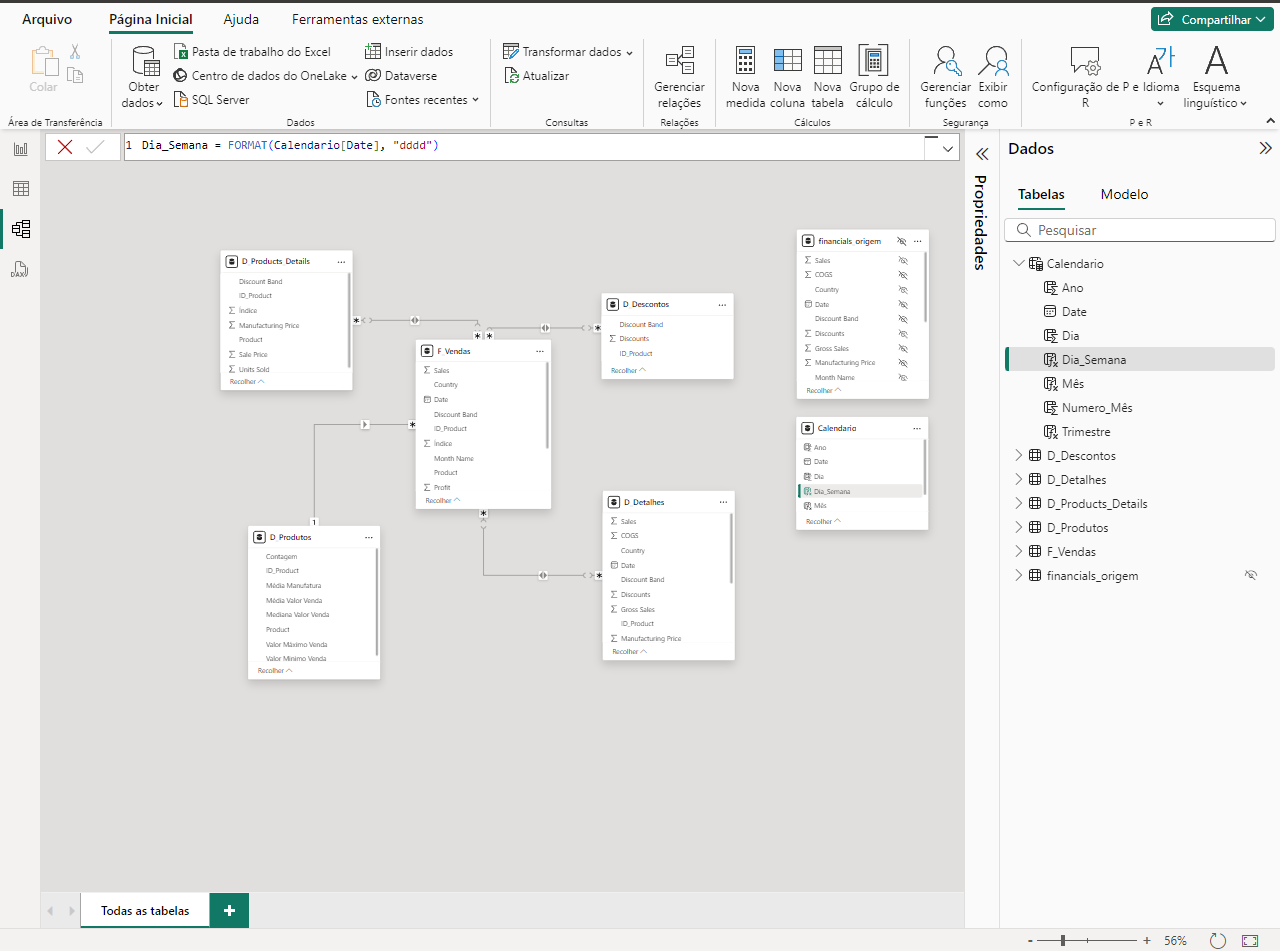 Arquivo
Página Inicial
Ajuda
Ferramentas externas
Compartilhar
Colar
Área de Transferência
Obter dados
Pasta de trabalho do Excel
Centro de dados do OneLake
SQL Server
Inserir dados
Dataverse
Fontes recentes
Dados
Transformar dados
Atualizar
Consultas
Gerenciar relações
Relações
Nova medida
Nova coluna
Nova tabela
Grupo de cálculo
Cálculos
Gerenciar funções
Exibir como
Segurança
Configuração de P e R
Idioma
Esquema linguístico
P e R
1 Dia_Semana = FORMAT(Calendario[Date], "dddd")
D_Products_Details
Discount Band
ID_Product
Índice
Manufacturing Price
Product
Sale Price
Units Sold
Recolher
F_Vendas
Sales
Country
Date
Discount Band
ID_Product
Índice
Month Name
Product
Profit
Recolher
D_Descontos
Discount Band
Discounts
ID_Product
Recolher
financials_origem
Sales
COGS
Country
Date
Discount Band
Discounts
Gross Sales
Manufacturing Price
Month Name
Recolher
Calendario
Ano
Date
Dia
Dia_Semana
Mês
Recolher
1
D_Produtos
Contagem
ID_Product
Média Manufatura
Média Valor Venda
Mediana Valor Venda
Product
Valor Máximo Venda
Valor Minimo Venda
Recolher
D_Detalhes
Sales
COGS
Country
Date
Discount Band
Discounts
Gross Sales
ID_Product
Manufacturing Price
Recolher
Propriedades
Dados
Tabelas
Modelo
Pesquisar
Calendario
Ano
Date
Dia
Dia_Semana
Mês
Numero_Mês
Trimestre
D_Descontos
D_Detalhes
D_Products_Details
D_Produtos
F_Vendas
financials_origem
DAX
Todas as tabelas
+
- + 56%